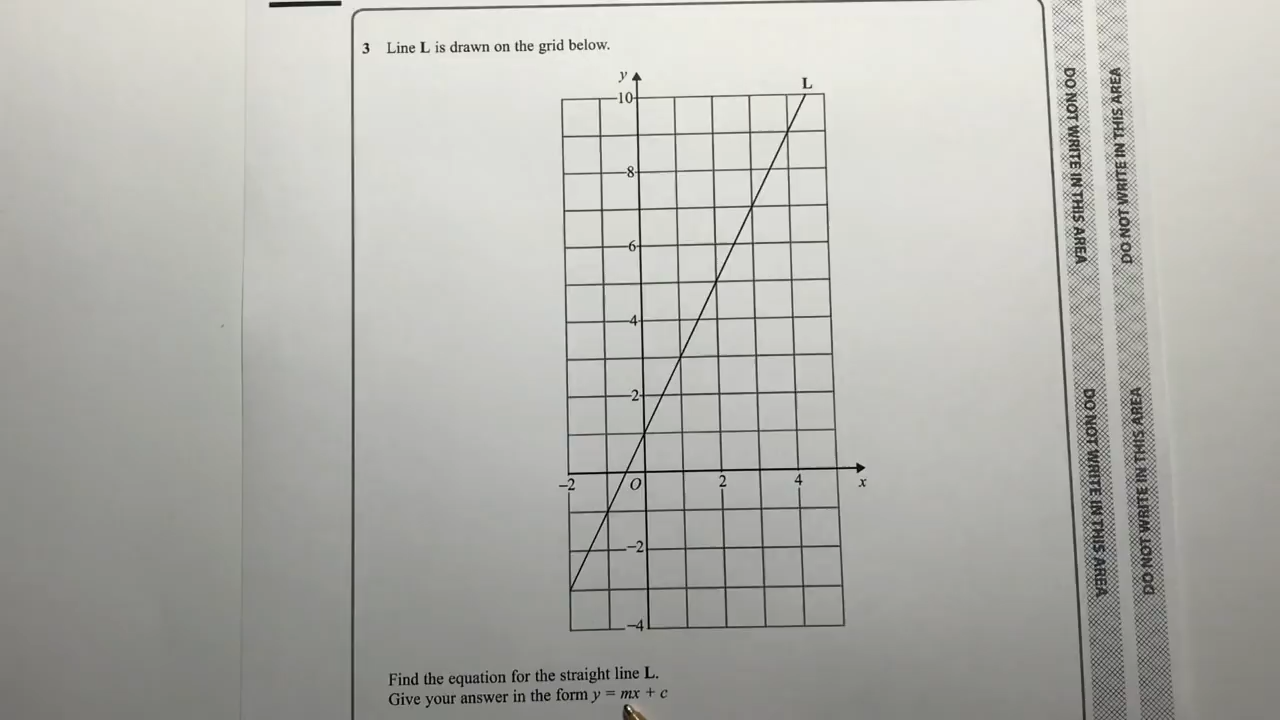 3 Line L is drawn on the grid below.
y
L
10
8
6
4
2
-2
O
2
4
x
-2
-4
Find the equation for the straight line L.
Give your answer in the form y = mx + c
DO NOT WRITE IN THIS AREA
DO NOT WRITE IN THIS AREA
DO NOT WRITE IN THIS AREA
DO NOT WRITE IN THIS AREA